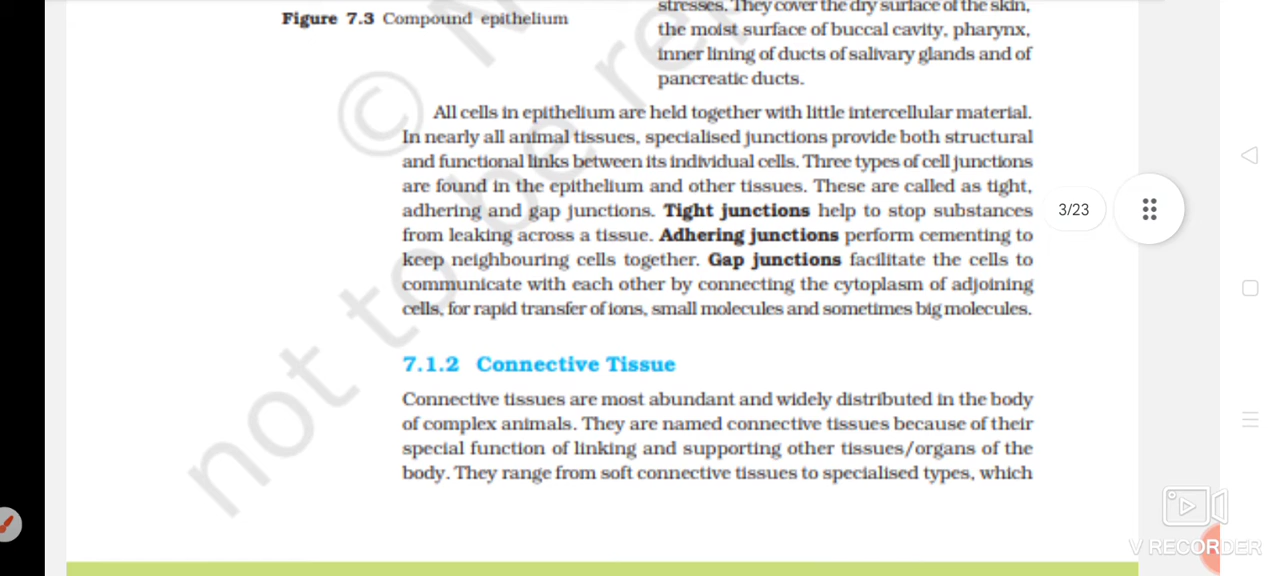 stresses. They cover the dry surface of the skin,
Figure 7.3 Compound epithelium
the moist surface of buccal cavity, pharynx,
inner lining of ducts of salivary glands and of
pancreatic ducts.
All cells in epithelium are held together with little intercellular material.
In nearly all animal tissues, specialised junctions provide both structural
and functional links between its individual cells. Three types of cell junctions
are found in the epithelium and other tissues. These are called as tight,
adhering and gap junctions. Tight junctions help to stop substances
from leaking across a tissue. Adhering junctions perform cementing to
keep neighbouring cells together. Gap junctions facilitate the cells to
communicate with each other by connecting the cytoplasm of adjoining
cells, for rapid transfer of ions, small molecules and sometimes big molecules.
7.1.2 Connective Tissue
Connective tissues are most abundant and widely distributed in the body
of complex animals. They are named connective tissues because of their
special function of linking and supporting other tissues/organs of the
body. They range from soft connective tissues to specialised types, which
3/23
© N
not to be re
V RECORDER